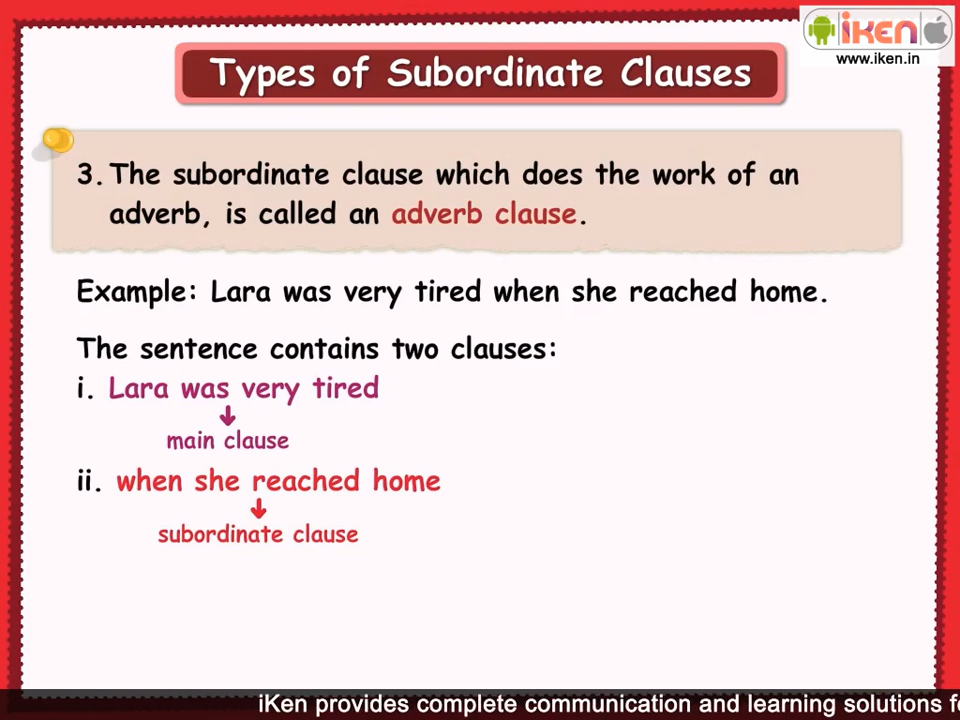 iken
www.iken.in
Types of Subordinate Clauses
3. The subordinate clause which does the work of an
adverb, is called an adverb clause.
Example: Lara was very tired when she reached home.
The sentence contains two clauses:
i. Lara was very tired
main clause
ii. when she reached home
subordinate clause
iKen provides complete communication and learning solutions f